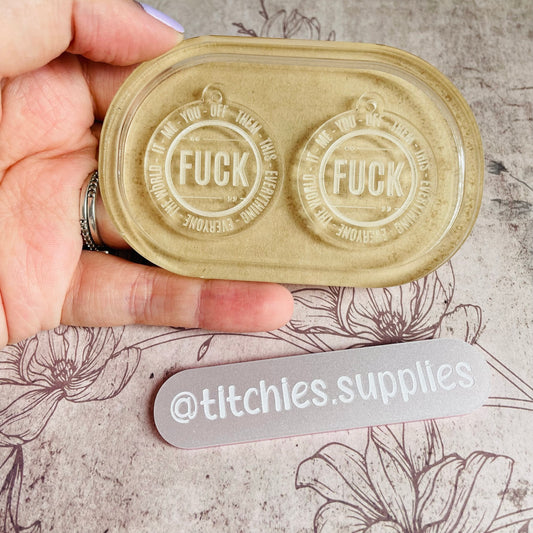 IT - ME - YOU - OFF - THEM - THIS - EVERYTHING - EVERYONE - THE WORLD -
FUCK
IT - ME - YOU - OFF - THEM - THIS - EVERYTHING - EVERYONE - THE WORLD -
FUCK
@titchies.supplies